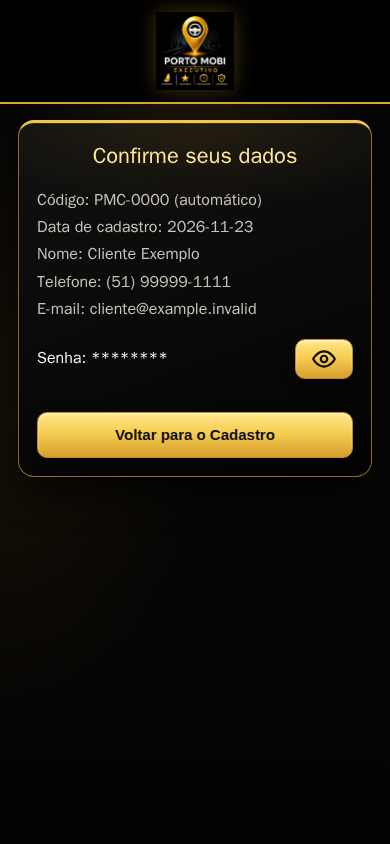 PORTO MOBI
EXECUTIVO
Confirme seus dados
Código: PMC-0000 (automático)
Data de cadastro: 2026-11-23
Nome: Cliente Exemplo
Telefone: (51) 99999-1111
E-mail: cliente@example.invalid
Senha: ********
Voltar para o Cadastro